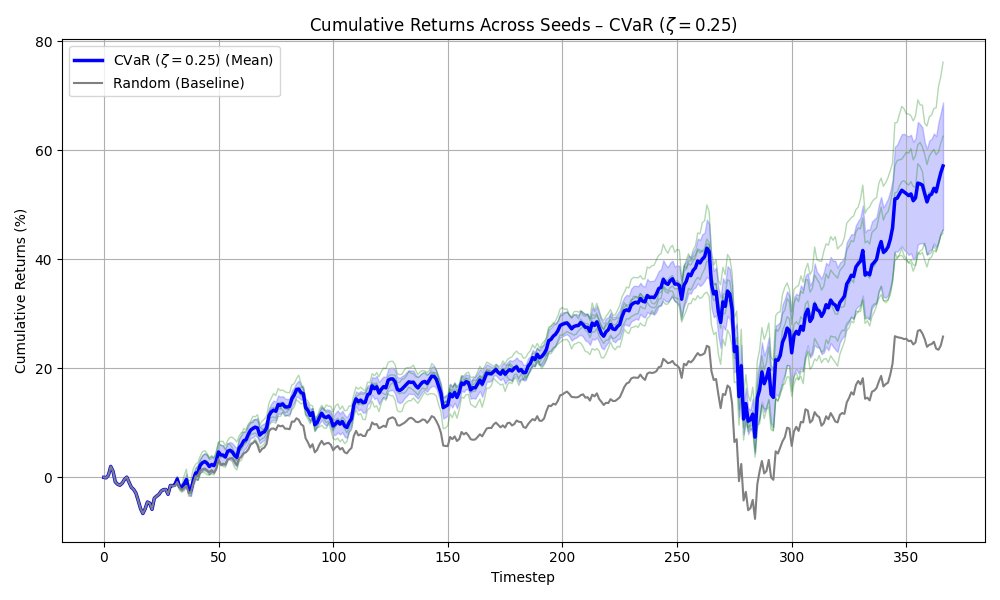 Cumulative Returns Across Seeds – CVaR (ζ = 0.25)
CVaR (ζ = 0.25) (Mean)
Random (Baseline)
Cumulative Returns (%)
80
60
40
20
0
0 50 100 150 200 250 300 350
Timestep